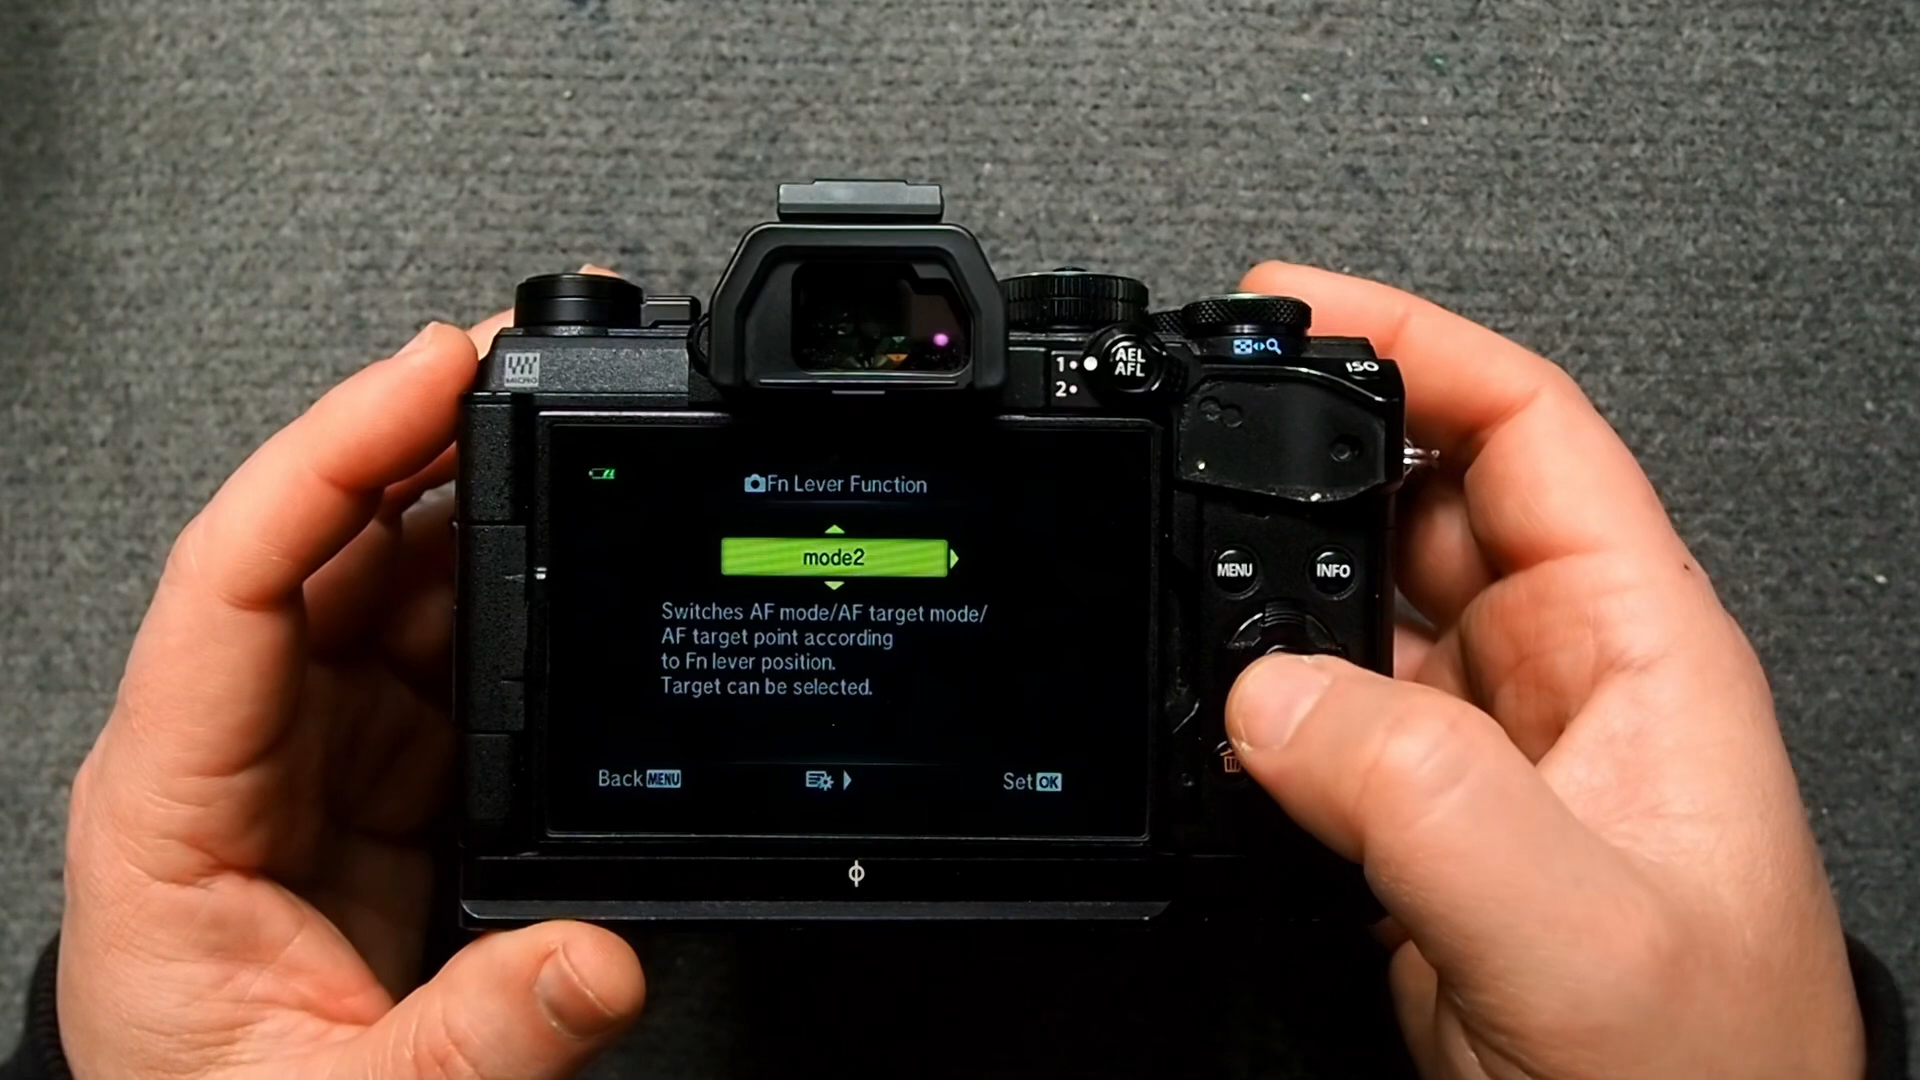 MICRO
1
2
AEL
AFL
ISO
Fn Lever Function
mode2
Switches AF mode/AF target mode/
AF target point according
to Fn lever position.
Target can be selected.
Back MENU
Set OK
MENU
INFO